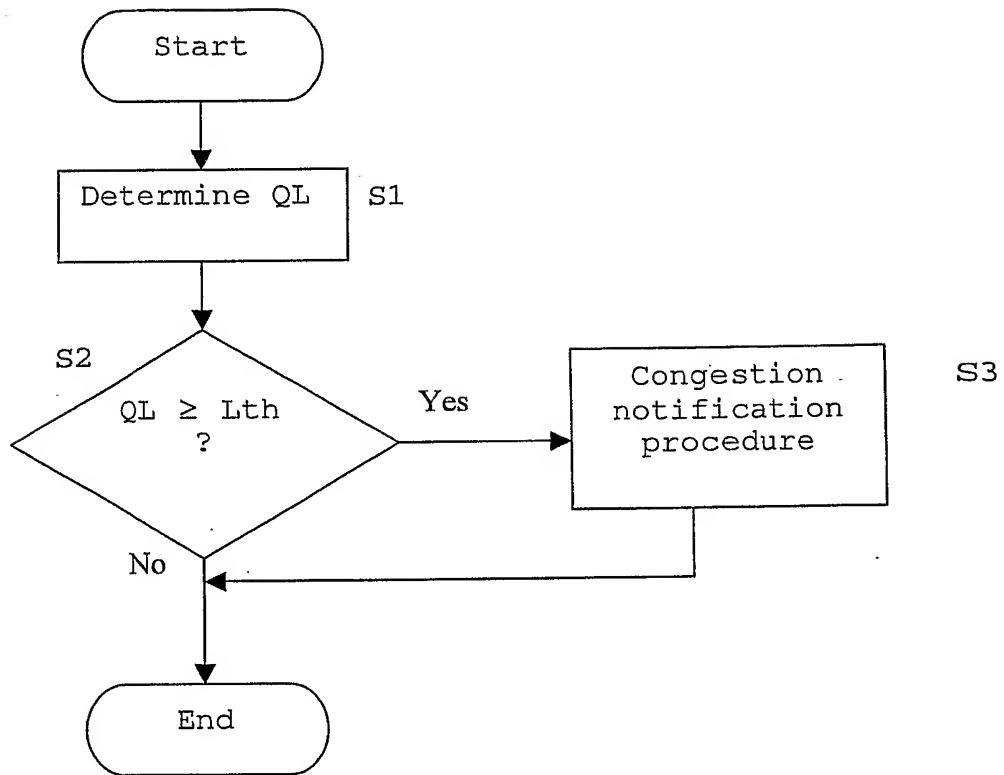 Start
Determine QL
S1
S2
QL ≥ Lth
?
Yes
Congestion
notification
procedure
S3
No
End